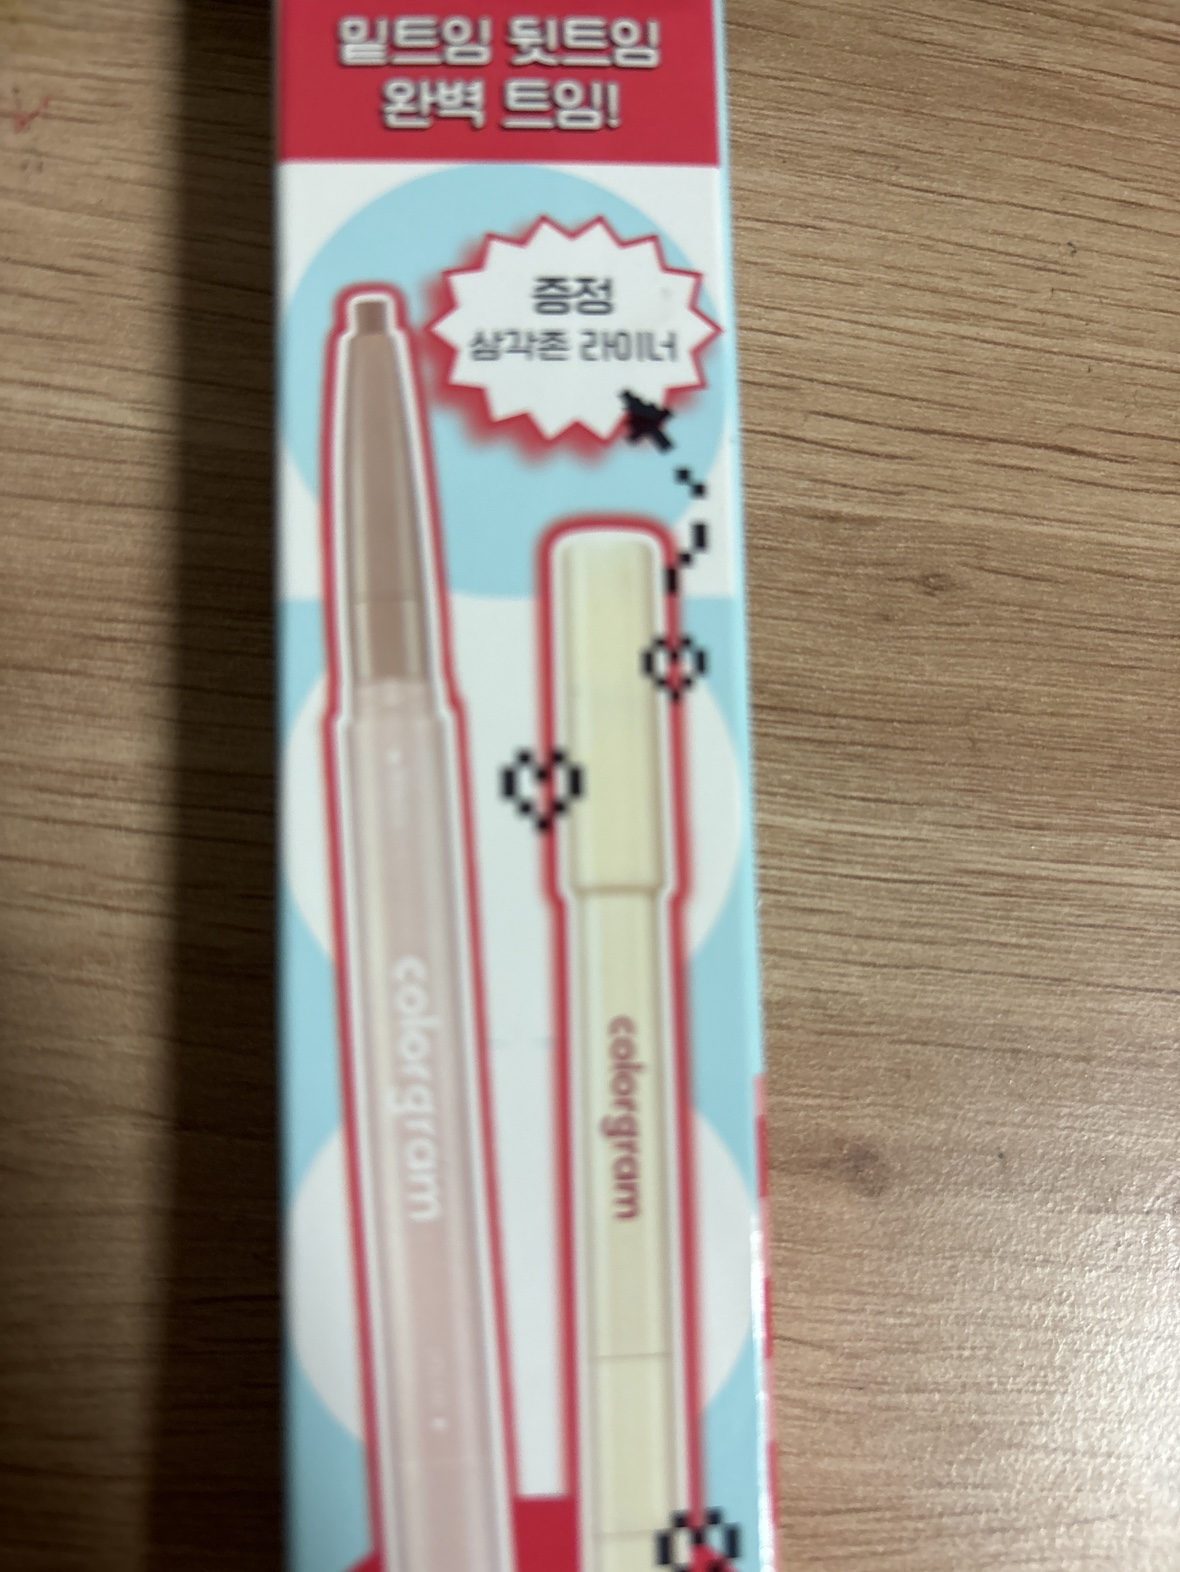 밑트임 뒷트임
완벽 트임!
증정
삼각존 라이너
colorgram
colorgram